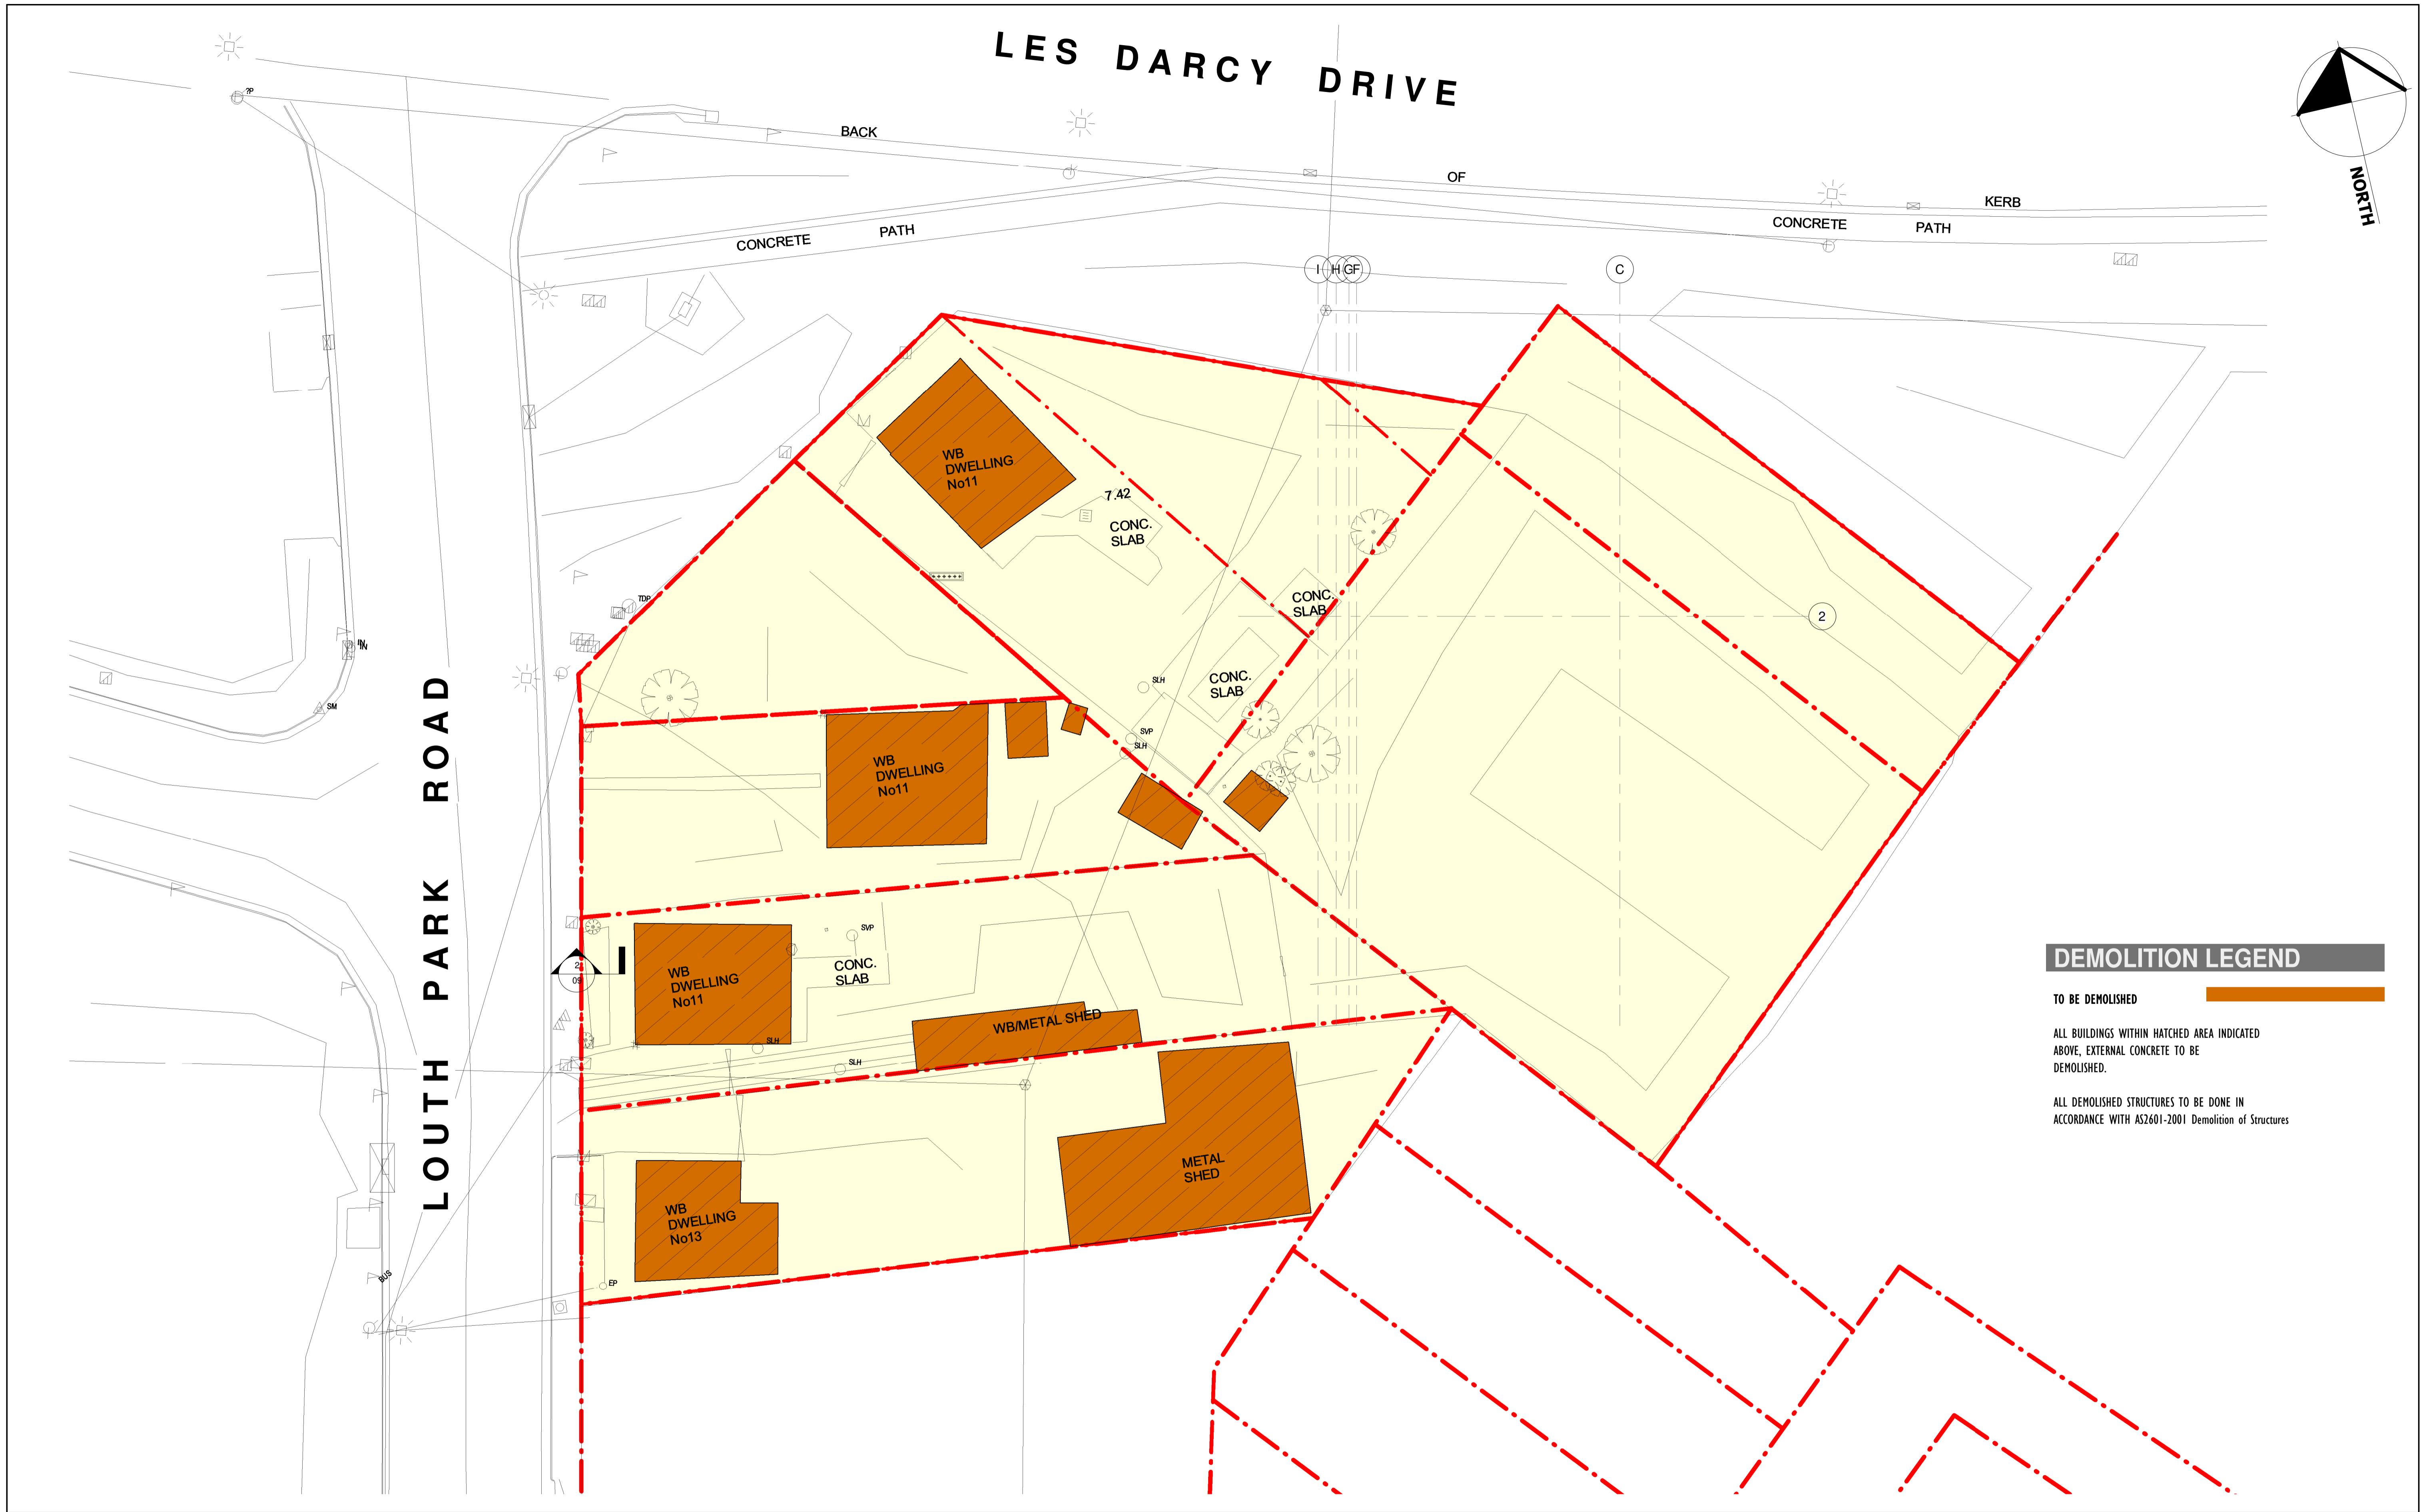 LES DARCY DRIVE
?P
BACK
OF
KERB
CONCRETE PATH
CONCRETE PATH
NORTH
I
H
G
F
C
WB
DWELLING
No11
7.42
CONC.
SLAB
CONC.
SLAB
2
TDP
IN
IN
SM
SLH
CONC.
SLAB
SVP
SLH
WB
DWELLING
No11
LOUTH PARK ROAD
2
09
WB
DWELLING
No11
SVP
CONC.
SLAB
WB/METAL SHED
SLH
SLH
METAL
SHED
WB
DWELLING
No13
EP
BUS
DEMOLITION LEGEND
TO BE DEMOLISHED
ALL BUILDINGS WITHIN HATCHED AREA INDICATED
ABOVE, EXTERNAL CONCRETE TO BE
DEMOLISHED.
ALL DEMOLISHED STRUCTURES TO BE DONE IN
ACCORDANCE WITH AS2601-2001 Demolition of Structures